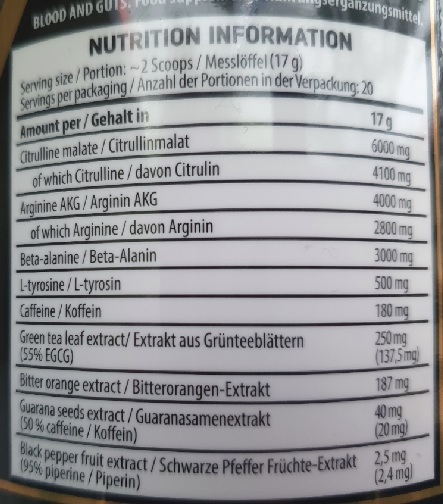 BLOOD AND GUTS.
NUTRITION INFORMATION
Serving size / Portion: ~2 Scoops / Messlöffel (17 g)
Servings per packaging / Anzahl der Portionen in der Verpackung: 20
Amount per / Gehalt in 17 g
Citrulline malate / Citrullinmalat 6000 mg
of which Citrulline / davon Citrulin 4100 mg
Arginine AKG / Arginin AKG 4000 mg
of which Arginine / davon Arginin 2800 mg
Beta-alanine / Beta-Alanin 3000 mg
L-tyrosine / L-tyrosin 500 mg
Caffeine / Koffein 180 mg
Green tea leaf extract/ Extrakt aus Grünteeblättern 250 mg
(55% EGCG) (137,5 mg)
Bitter orange extract / Bitterorangen-Extrakt 187 mg
Guarana seeds extract / Guaranasamenextrakt 40 mg
(50 % caffeine / Koffein) (20 mg)
Black pepper fruit extract / Schwarze Pfeffer Früchte-Extrakt 2,5 mg
(95% piperine / Piperin) (2,4 mg)